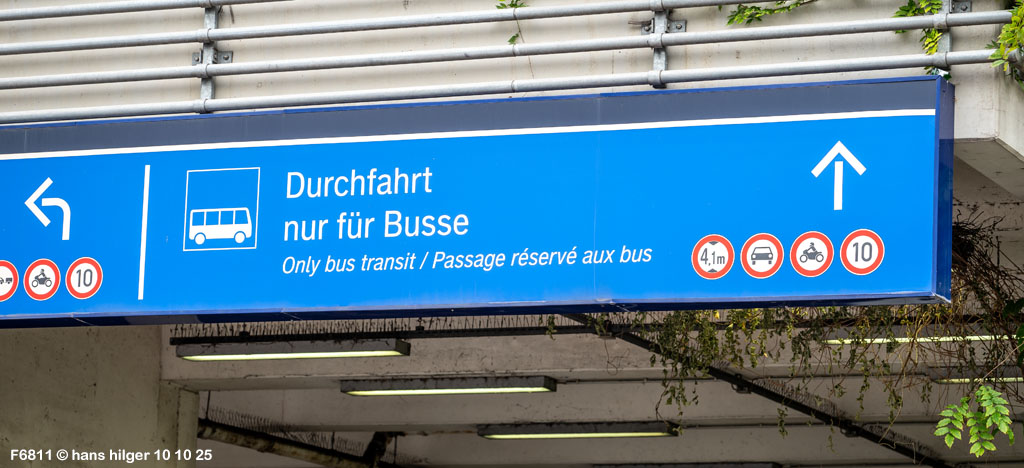 Durchfahrt
nur für Busse
Only bus transit / Passage réservé aux bus
10
4,1m
10
F6811 © hans hilger 10 10 25